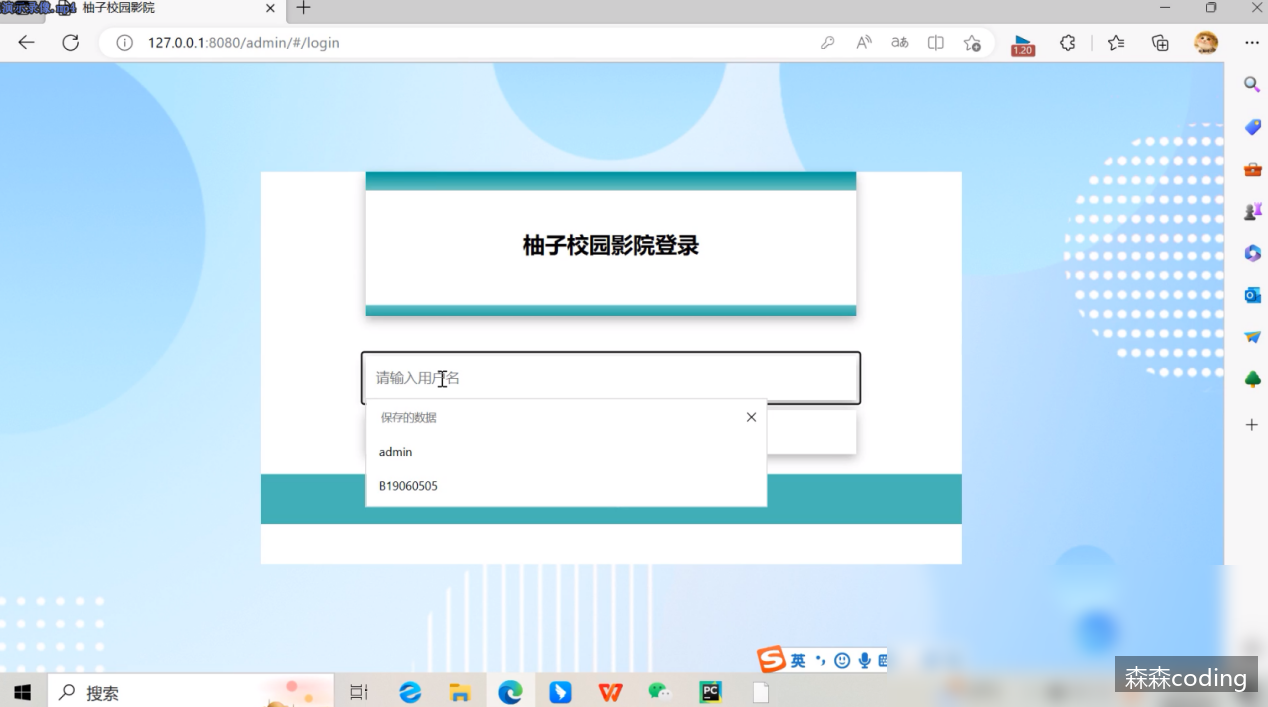 演示录像.mp4
柚子校园影院
127.0.0.1:8080/admin/#/login
1.20
柚子校园影院登录
请输入用户名
保存的数据
admin
B19060505
英
搜索
PC
森森coding